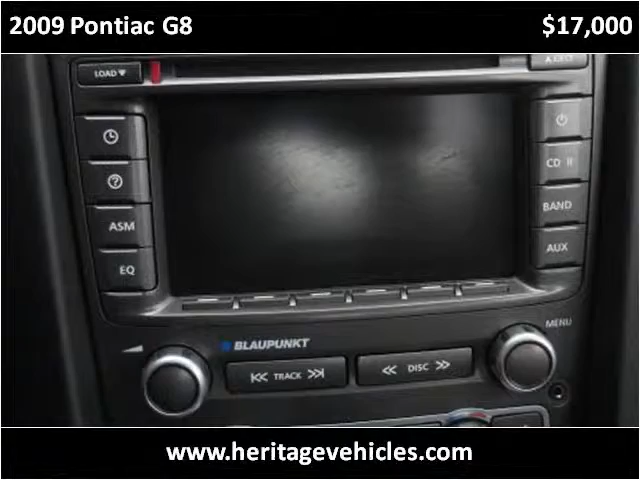 2009 Pontiac G8
$17,000
LOAD
EJECT
ASM
EQ
CD II
BAND
AUX
MENU
BLAUPUNKT
TRACK
DISC
www.heritagevehicles.com